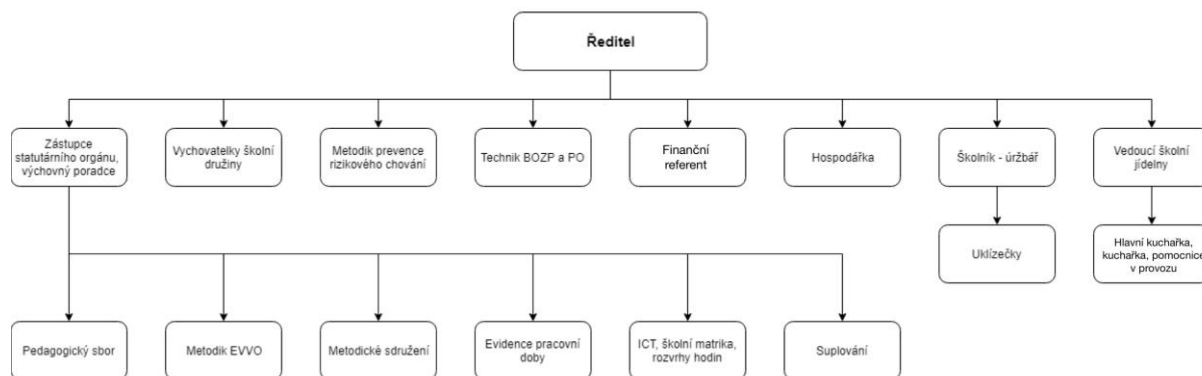 Ředitel
Zástupce
statutárního orgánu,
výchovný poradce
Vychovatelky školní
družiny
Metodik prevence
rizikového chování
Technik BOZP a PO
Finanční
referent
Hospodářka
Školník - úržbář
Vedoucí školní
jídelny
Uklízečky
Hlavní kuchařka,
kuchařka, pomocnice
v provozu
Pedagogický sbor
Metodik EVVO
Metodické sdružení
Evidence pracovní
doby
ICT, školní matrika,
rozvrhy hodin
Suplování